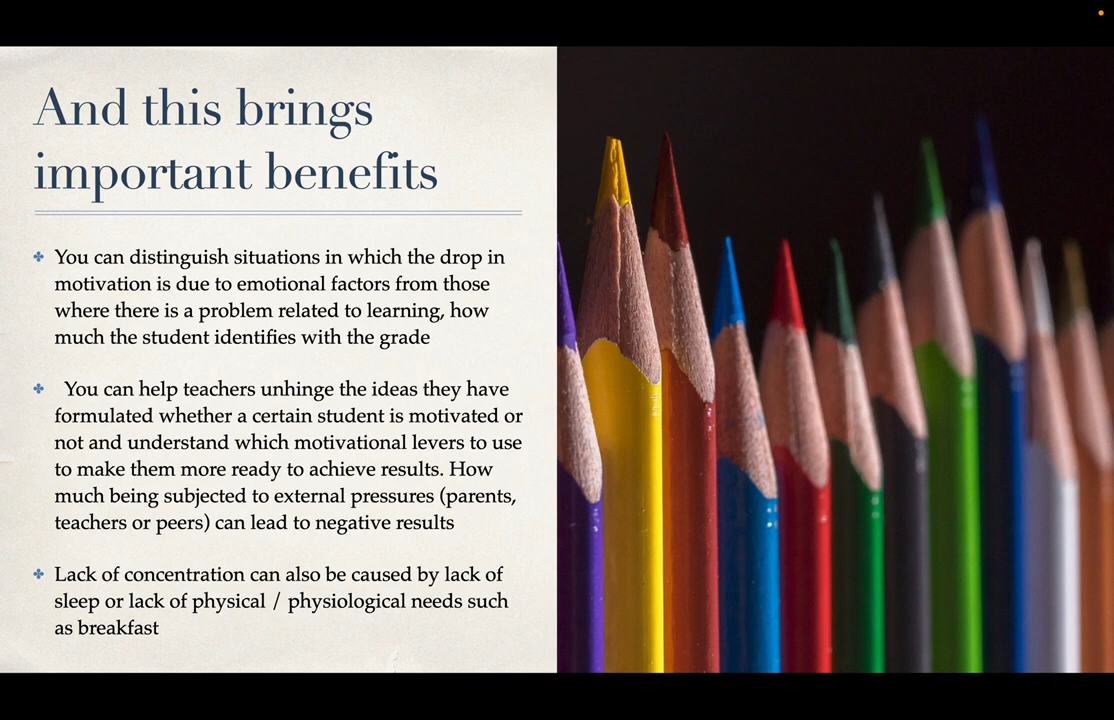 And this brings
important benefits
You can distinguish situations in which the drop in
motivation is due to emotional factors from those
where there is a problem related to learning, how
much the student identifies with the grade
You can help teachers unhinge the ideas they have
formulated whether a certain student is motivated or
not and understand which motivational levers to use
to make them more ready to achieve results. How
much being subjected to external pressures (parents,
teachers or peers) can lead to negative results
Lack of concentration can also be caused by lack of
sleep or lack of physical / physiological needs such
as breakfast